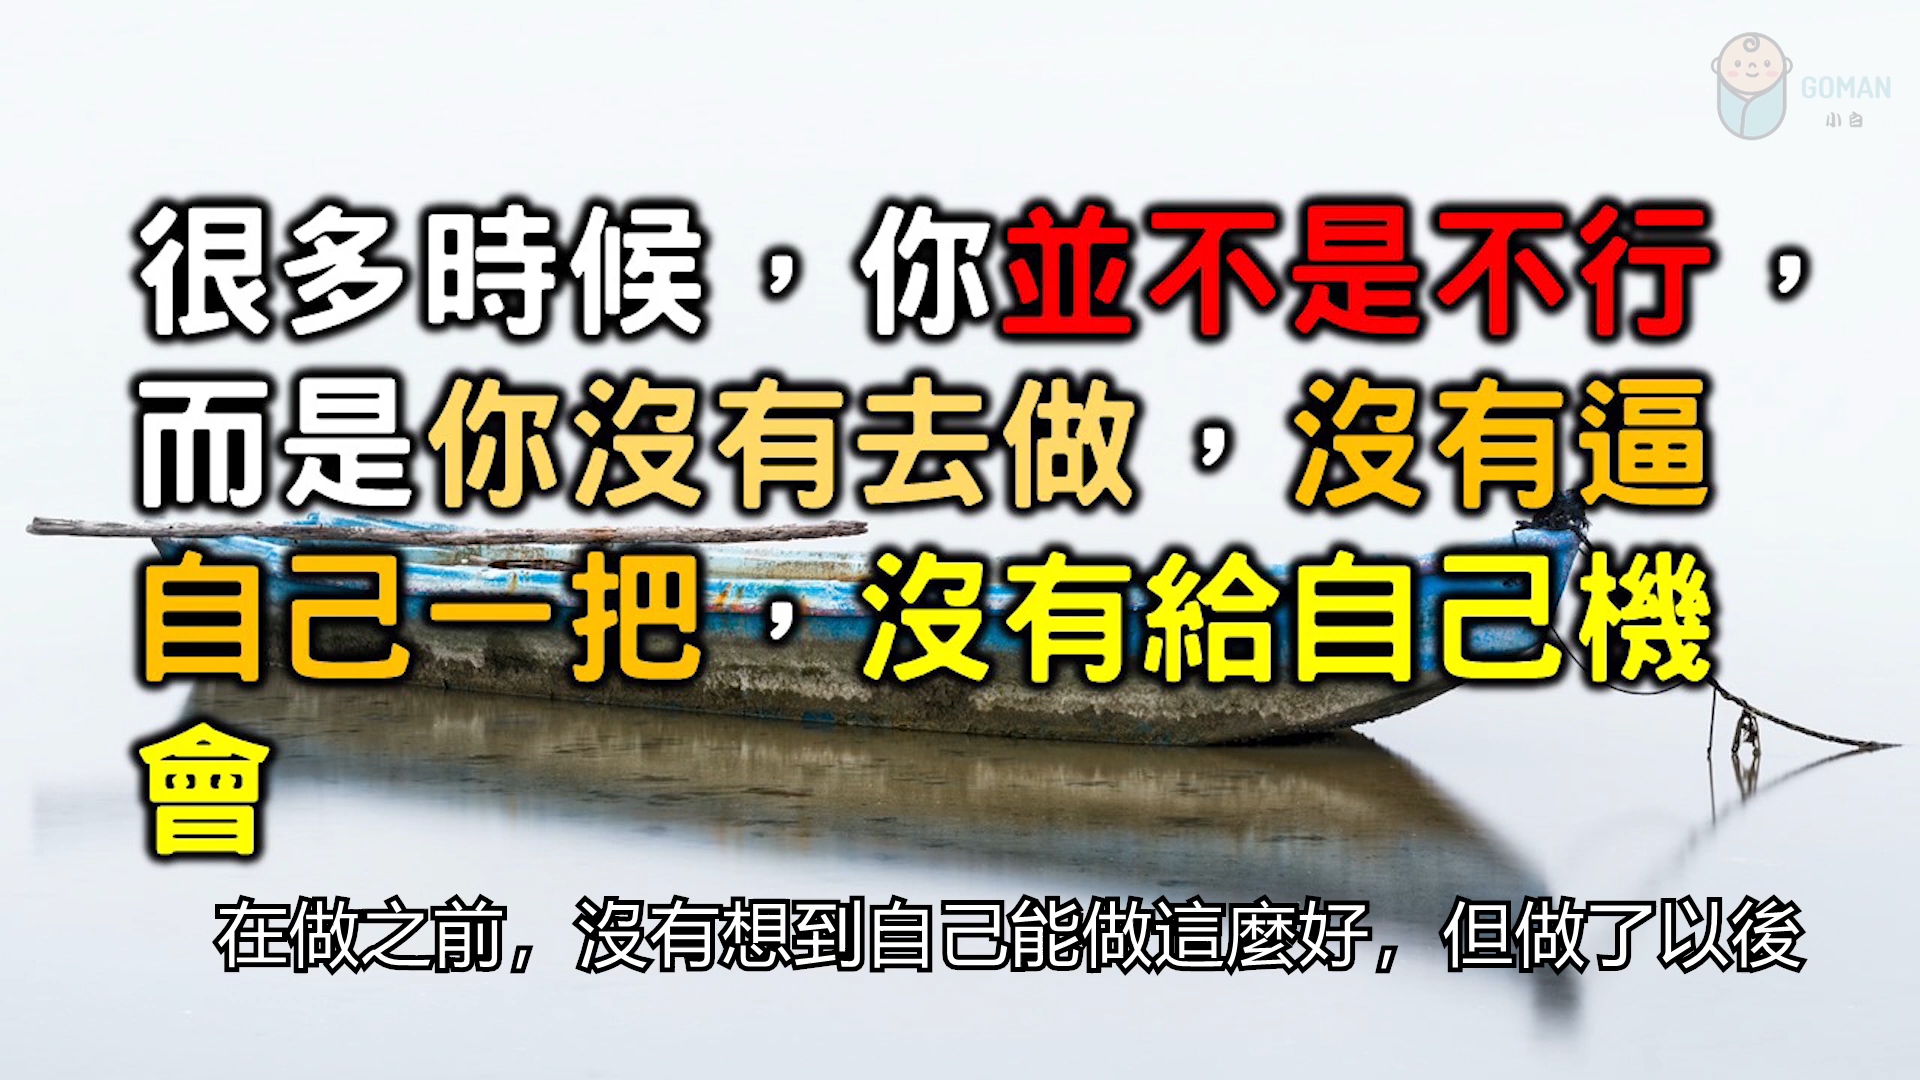 GOMAN
小白
很多時候，你並不是不行，
而是你沒有去做，沒有逼
自己一把，沒有給自己機
會
在做之前，沒有想到自己能做這麼好，但做了以後